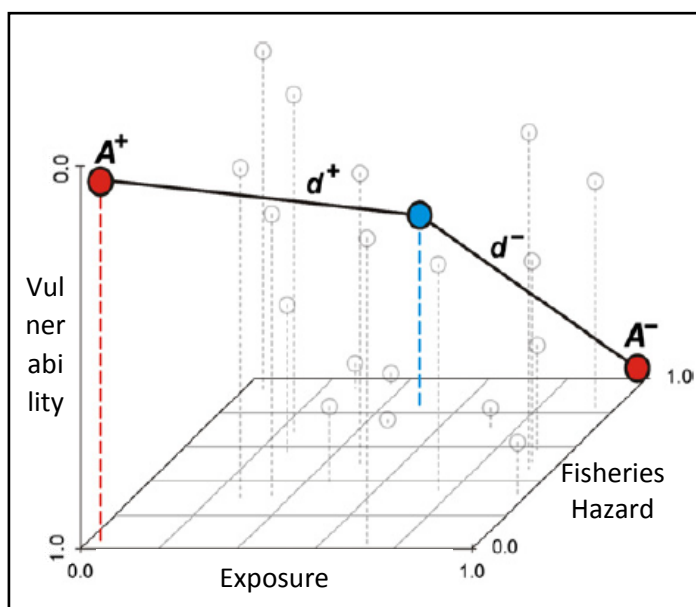 0.0
A+
d+
d−
Vul
ner
abi
lity
A−
1.0
Fisheries
Hazard
1.0
0.0
0.0
Exposure
1.0